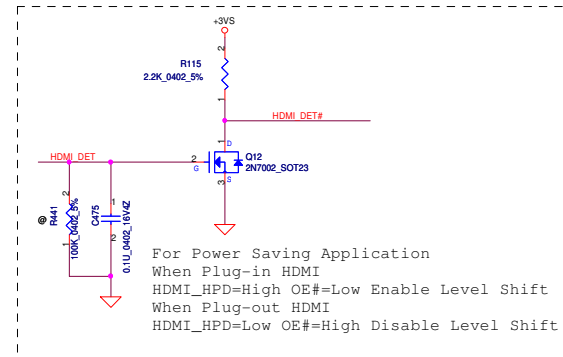 +3VS
2
R115
2.2K_0402_5%
1
HDMI_DET#
1
D
HDMI_DET
2
G
Q12
2N7002_SOT23
3
S
2
@
R441
100K_0402_5%
1
1
C475
0.1U_0402_16V4Z
2
For Power Saving Application
When Plug-in HDMI
HDMI_HPD=High OE#=Low Enable Level Shift
When Plug-out HDMI
HDMI_HPD=Low OE#=High Disable Level Shift